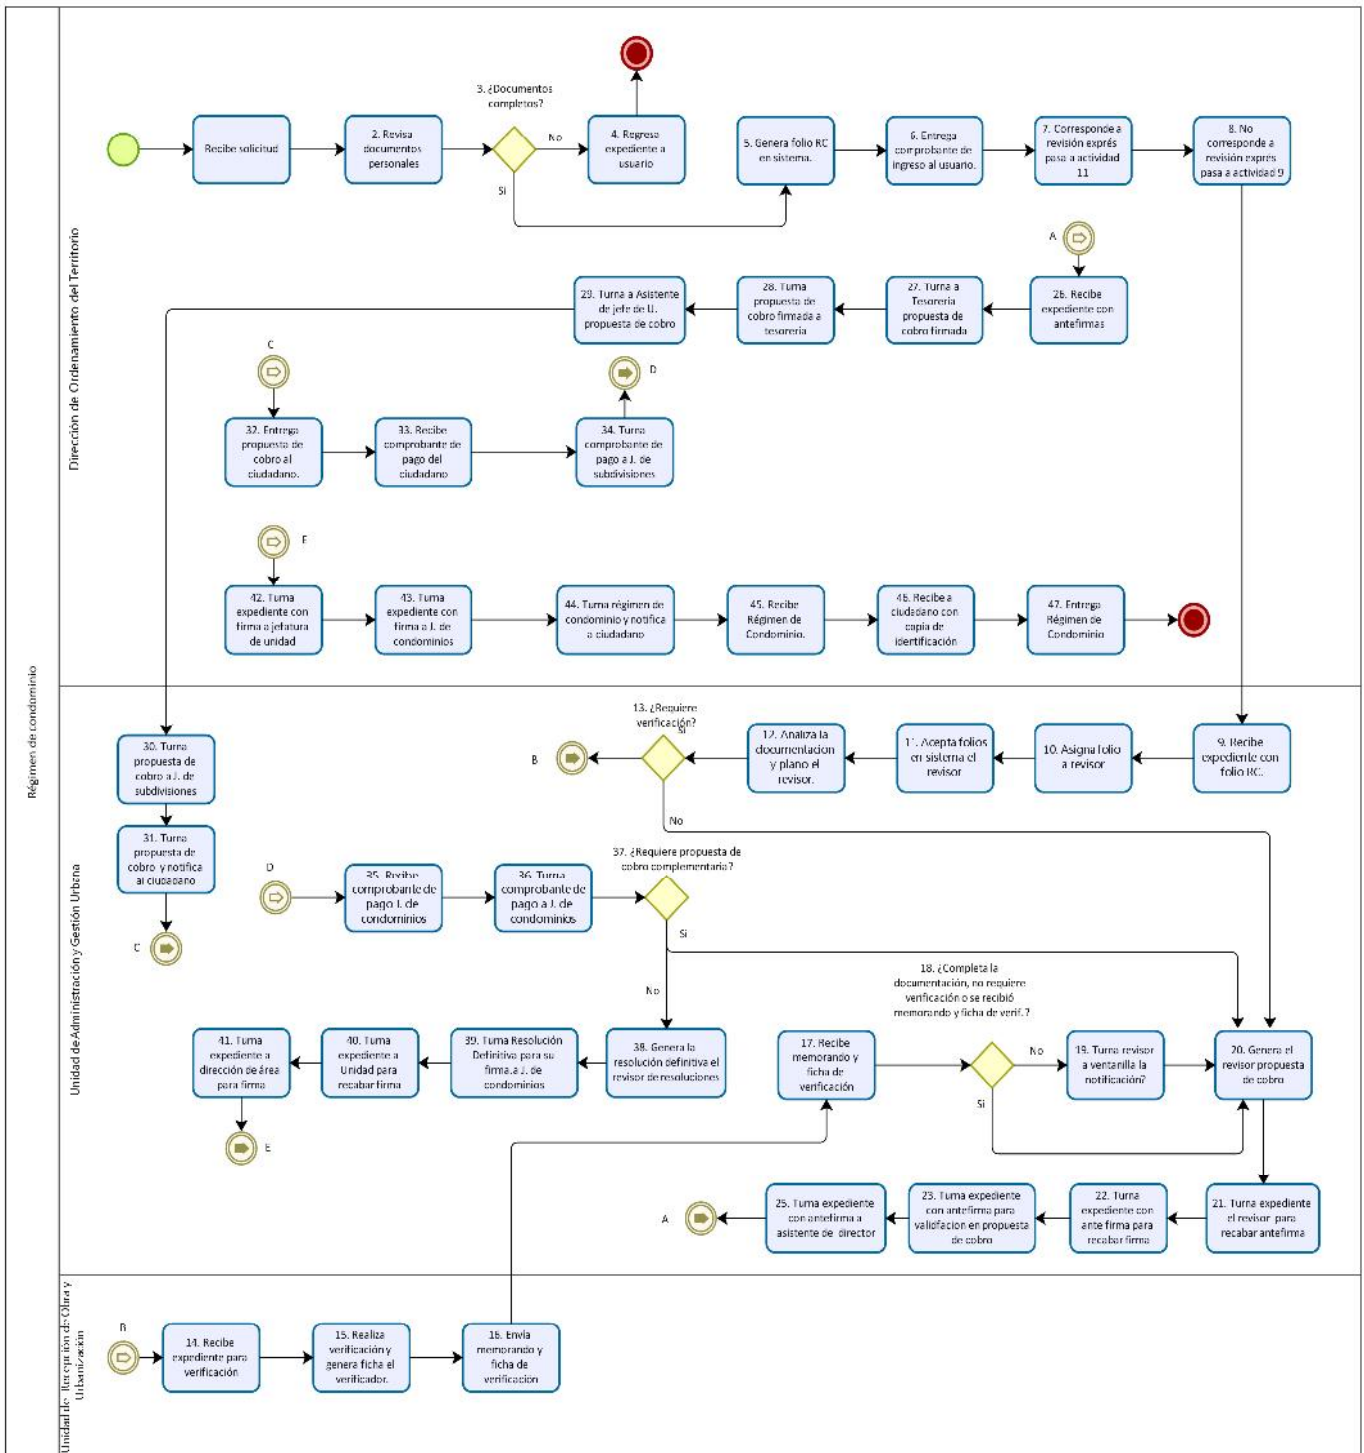 Régimen de condominio
Dirección de Ordenamiento del Territorio
3. ¿Documentos
completos?
Recibe solicitud
2. Revisa
documentos
personales
No
Si
4. Regresa
expediente a
usuario
5. Genera folio RC
en sistema.
6. Entrega
comprobante de
ingreso al usuario.
7. Corresponde a
revisión exprés
pasa a actividad
11
8. No
corresponde a
revisión exprés
pasa a actividad 9
A
29. Turna a Asistente
de jefe de U.
propuesta de cobro
28. Turna
propuesta de
cobro firmada a
tesorería
27. Turna a
Tesorería
propuesta de
cobro firmada
26. Recibe
expediente con
antefirmas
C
D
32. Entrega
propuesta de
cobro al
ciudadano.
33. Recibe
comprobante de
pago del
ciudadano
34. Turna
comprobante de
pago a J. de
subdivisiones
E
42. Turna
expediente con
firma a jefatura
de unidad
43. Turna
expediente con
firma a J. de
condominios
44. Turna régimen de
condominio y notifica
a ciudadano
45. Recibe
Régimen de
Condominio.
46. Recibe a
ciudadano con
copia de
identificación
47. Entrega
Régimen de
Condominio
Unidad de Administración y Gestión Urbana
30. Turna
propuesta de
cobro a J. de
subdivisiones
31. Turna
propuesta de
cobro y notifica
al ciudadano
C
13. ¿Requiere
verificación?
Si
B
No
12. Analiza la
documentacion
y plano el
revisor.
11. Acepta folios
en sistema el
revisor
10. Asigna folio
a revisor
9. Recibe
expediente con
folio RC.
D
35. Recibe
comprobante de
pago J. de
condominios
36. Turna
comprobante de
pago a J. de
condominios
37. ¿Requiere propuesta de
cobro complementaria?
Si
No
18. ¿Completa la
documentación, no requiere
verificación o se recibió
memorando y ficha de verif.?
41. Turna
expediente a
dirección de área
para firma
40. Turna
expediente a
Unidad para
recabar firma
39. Turna Resolución
Definitiva para su
firma.a J. de
condominios
38. Genera la
resolución definitiva el
revisor de resoluciones
17. Recibe
memorando y
ficha de
verificación
No
Si
19. Turna revisor
a ventanilla la
notificación?
20. Genera el
revisor propuesta
de cobro
E
A
25. Turna expediente
con antefirma a
asistente de director
23. Turna expediente
con antefirma para
validfacion en propuesta
de cobro
22. Turna
expediente con
ante firma para
recabar firma
21. Turna expediente
el revisor para
recabar antefirma
Unidad de Recepción de Obra y
Urbanización
B
14. Recibe
expediente para
verificación
15. Realiza
verificación y
genera ficha el
verificador.
16. Envía
memorando y
ficha de
verificación